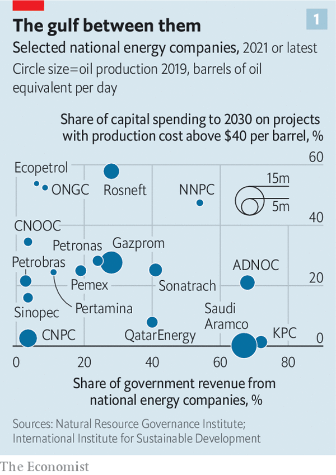 The gulf between them
1
Selected national energy companies, 2021 or latest
Circle size=oil production 2019, barrels of oil
equivalent per day
Share of capital spending to 2030 on projects
with production cost above $40 per barrel, %
60
Ecopetrol
ONGC
Rosneft
NNPC
15m
5m
40
CNOOC
Petronas
Gazprom
Petrobras
ADNOC
20
Pemex
Sonatrach
Sinopec
Pertamina
Saudi
Aramco
CNPC
QatarEnergy
KPC
0
0 20 40 60 80
Share of government revenue from
national energy companies, %
Sources: Natural Resource Governance Institute;
International Institute for Sustainable Development
The Economist